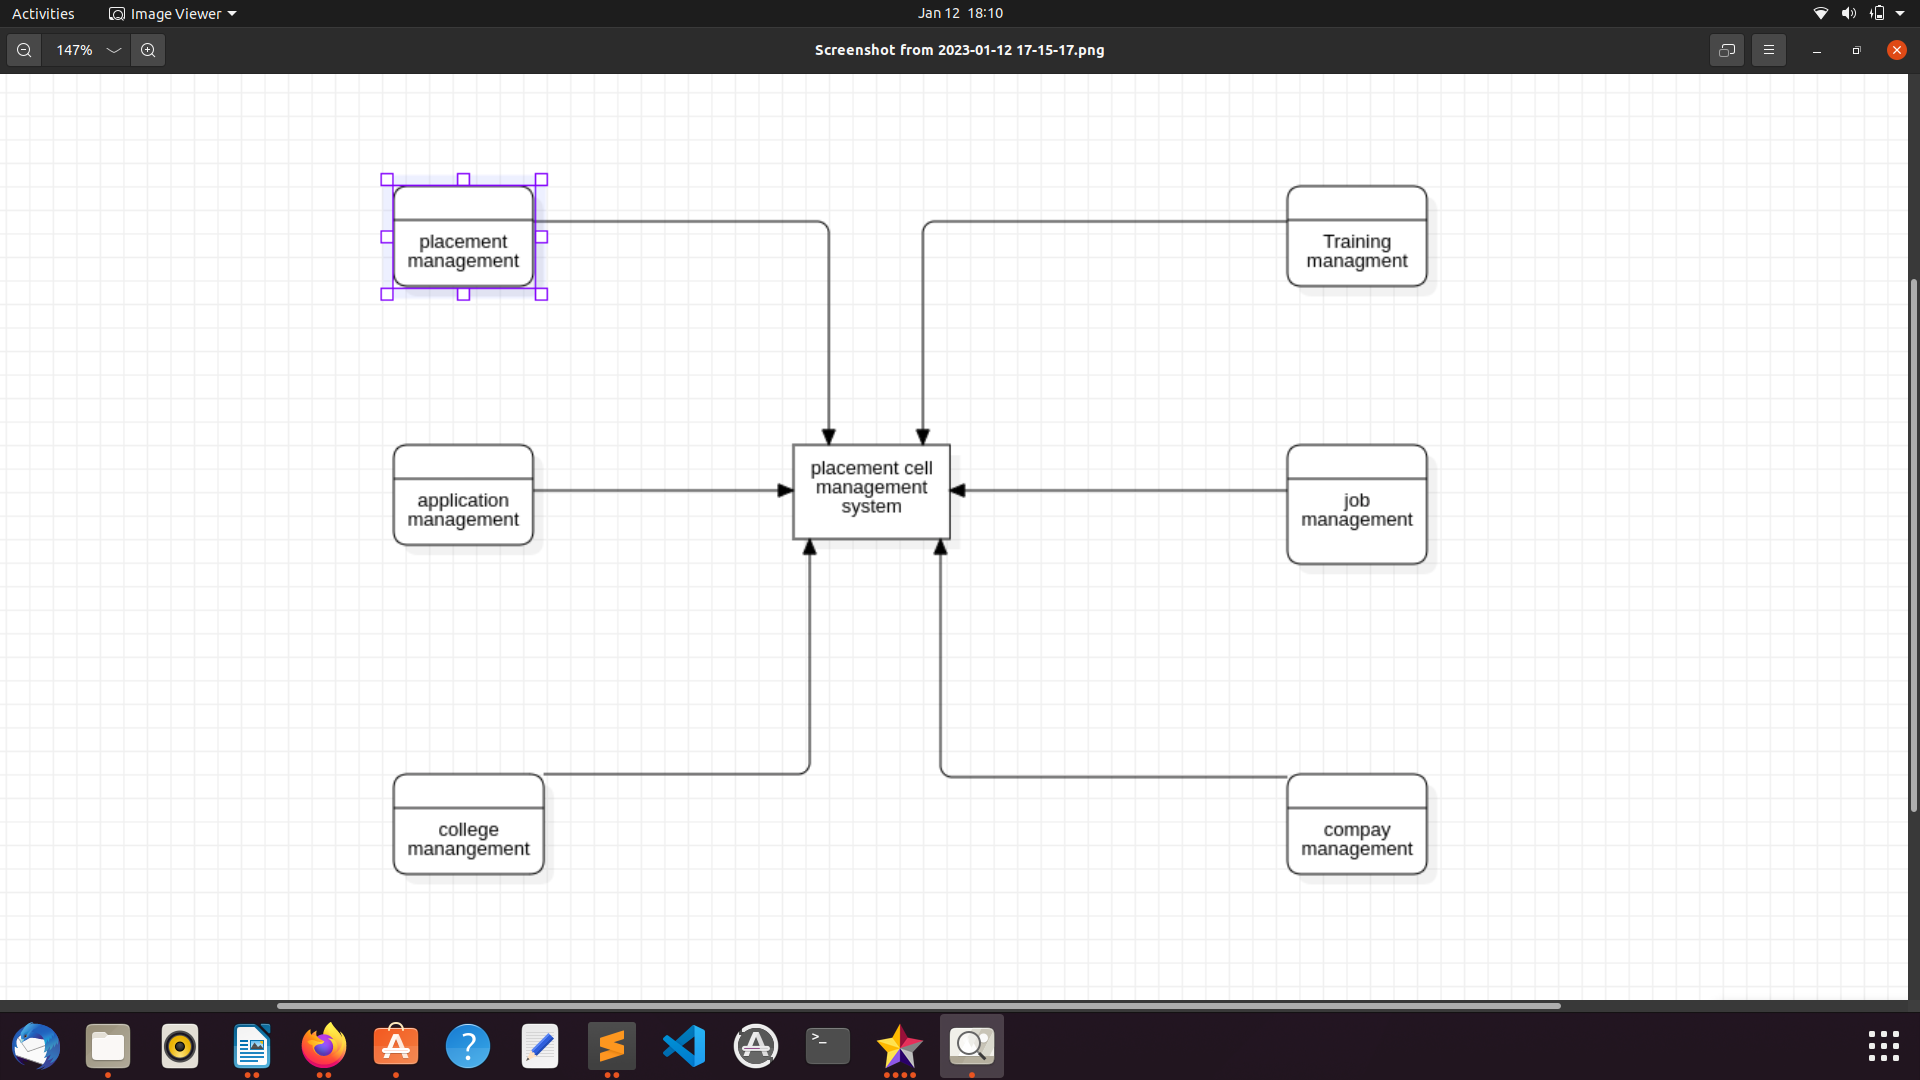 Activities
Image Viewer
Jan 12 18:10
147%
Screenshot from 2023-01-12 17-15-17.png
placement
management
Training
managment
application
management
placement cell
management
system
job
management
college
manangement
compay
management